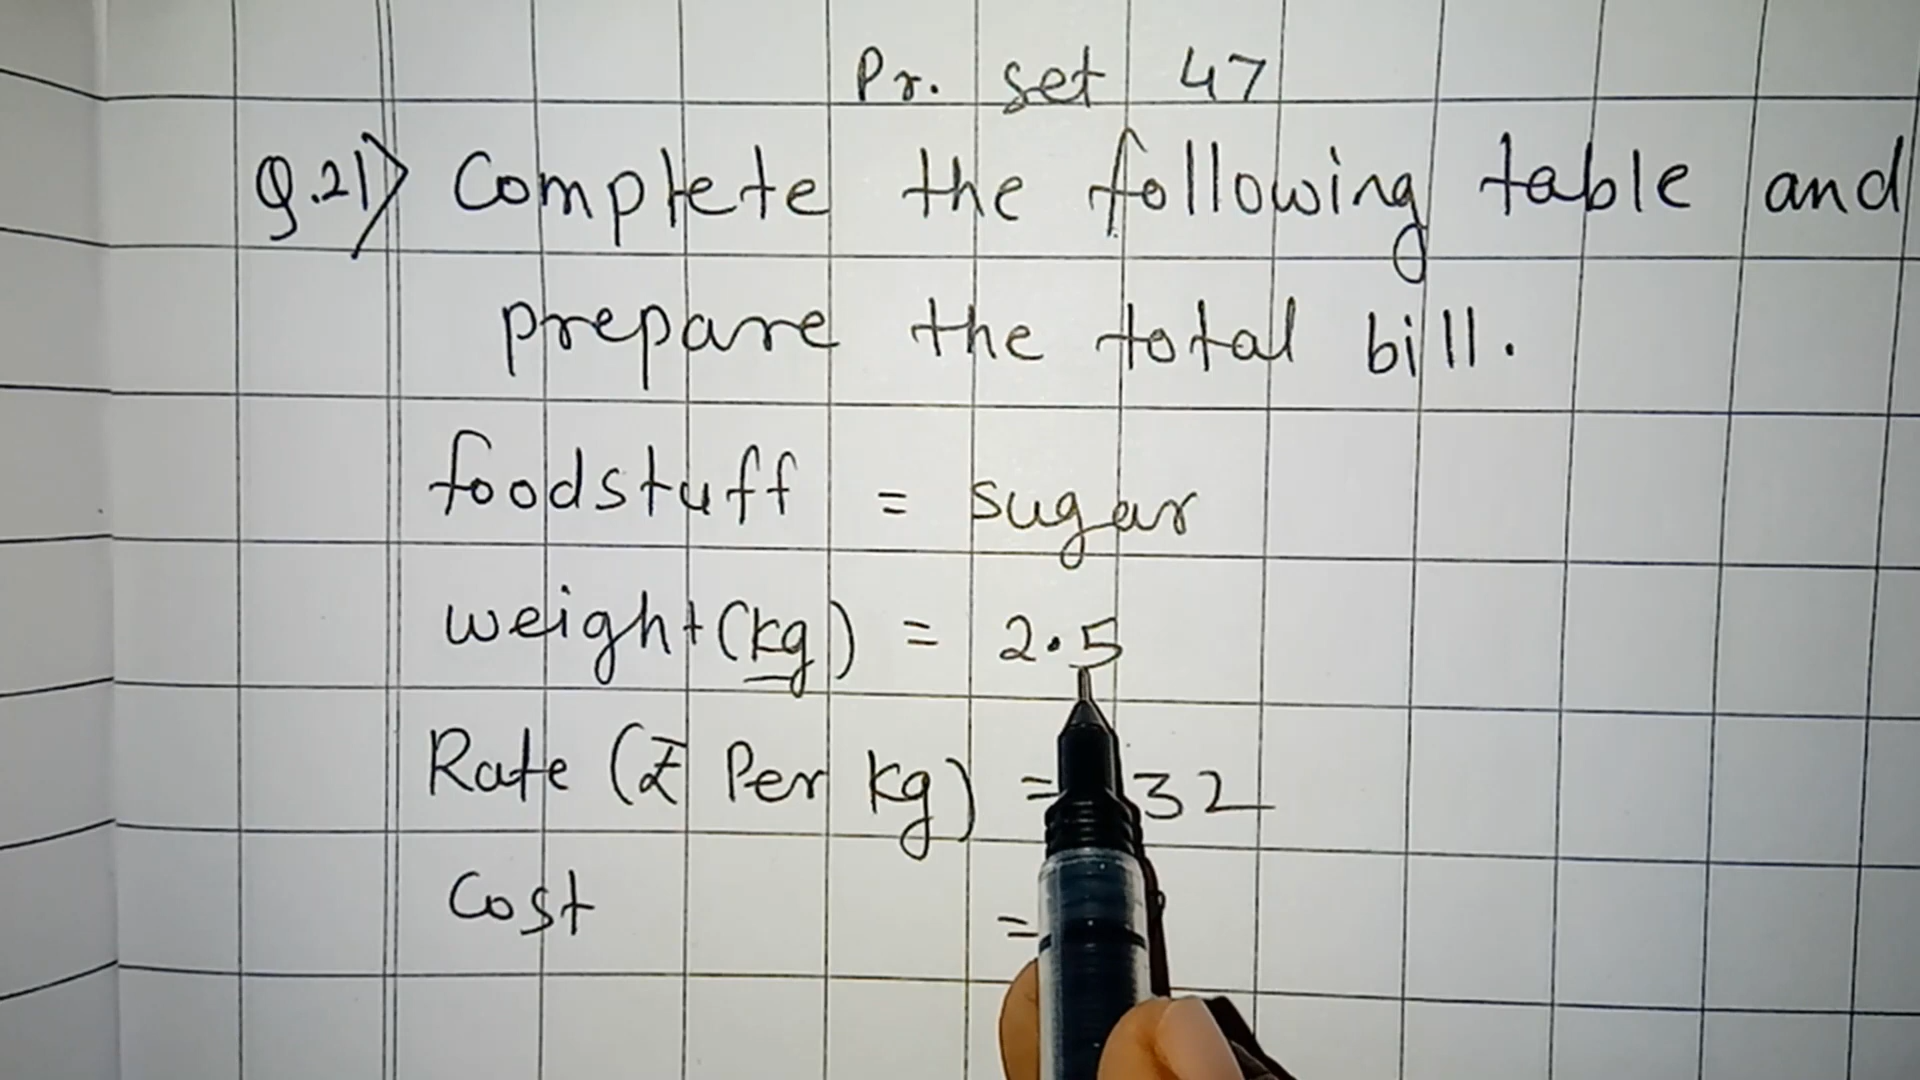 Pr. set 47
Q.21) Complete the following table and
prepare the total bill.
foodstuff = sugar
weight (kg) = 2.5
Rate (₹ Per kg) = 32
Cost =